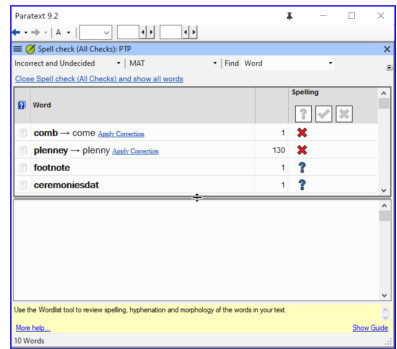 Paratext 9.2
A
Spell check (All Checks): PTP
Incorrect and Undecided MAT Find Word
Close Spell check (All Checks) and show all words
Spelling
Word
comb → come Apply Correction 1
plenney → plenny Apply Correction 130
footnote 1 ?
ceremoniesdat 1 ?
Use the Wordlist tool to review spelling, hyphenation and morphology of the words in your text.
More help... Show Guide
10 Words